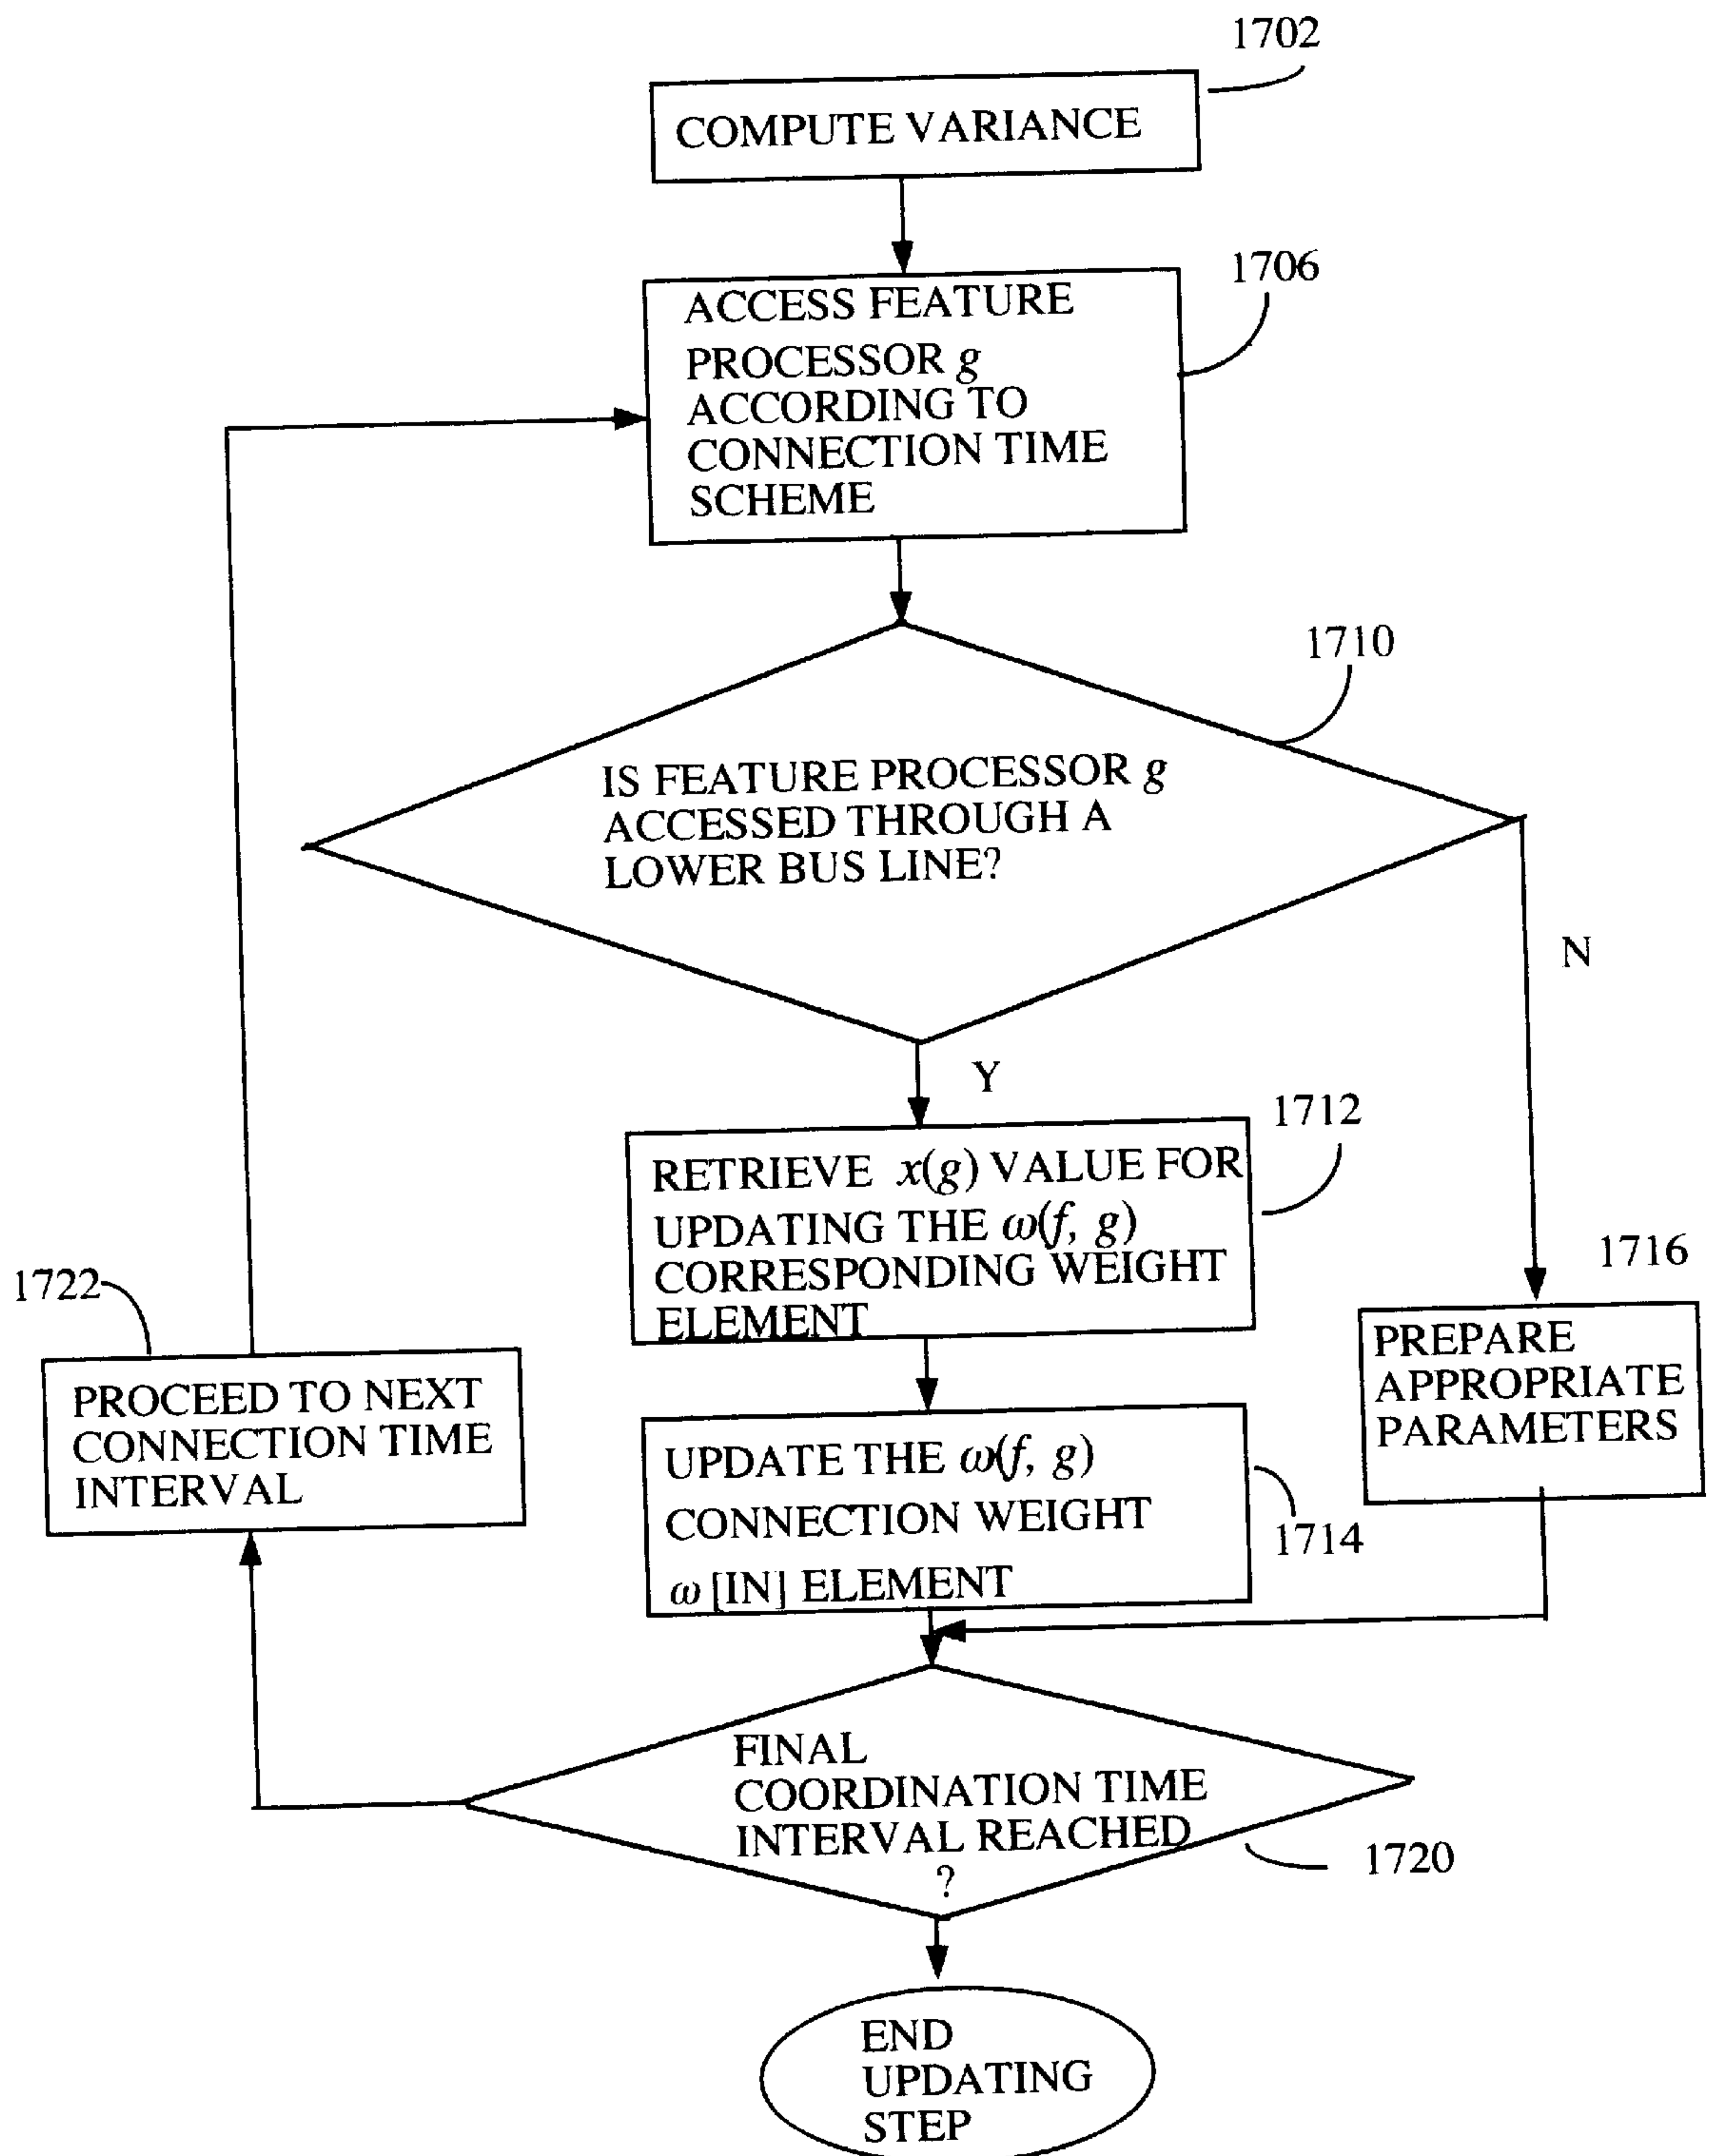 1702
COMPUTE VARIANCE
1706
ACCESS FEATURE
PROCESSOR g
ACCORDING TO
CONNECTION TIME
SCHEME
1710
IS FEATURE PROCESSOR g
ACCESSED THROUGH A
LOWER BUS LINE?
N
Y
1712
RETRIEVE x(g) VALUE FOR
UPDATING THE ω(f, g)
CORRESPONDING WEIGHT
ELEMENT
1716
PREPARE
APPROPRIATE
PARAMETERS
1722
PROCEED TO NEXT
CONNECTION TIME
INTERVAL
UPDATE THE ω(f, g)
CONNECTION WEIGHT
ω [IN] ELEMENT
1714
FINAL
COORDINATION TIME
INTERVAL REACHED
?
1720
END
UPDATING
STEP